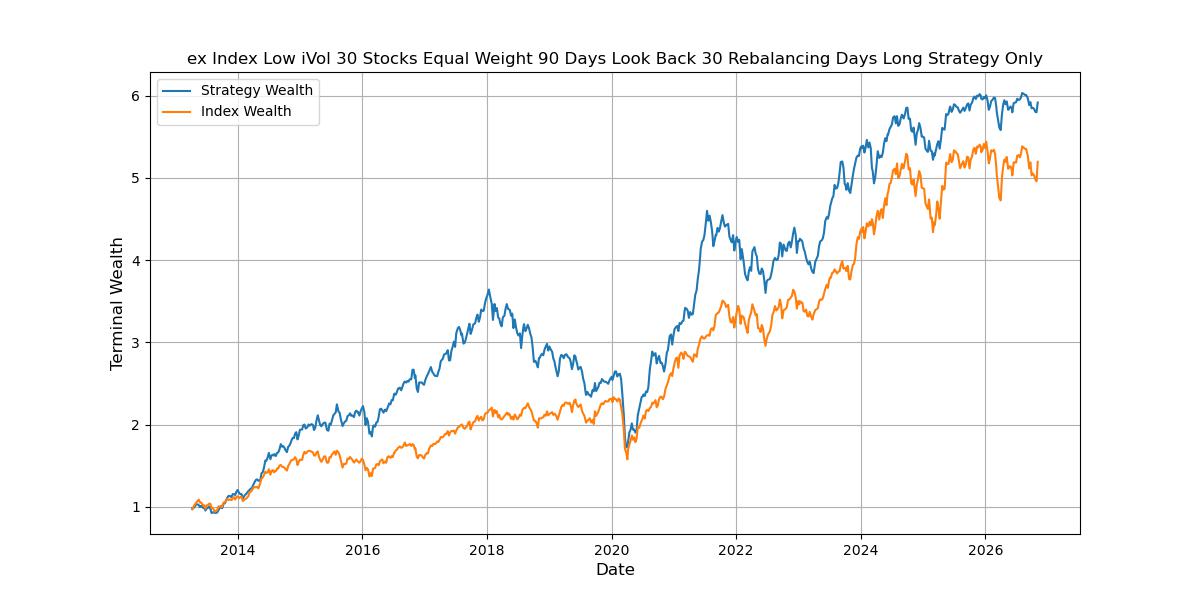 ex Index Low iVol 30 Stocks Equal Weight 90 Days Look Back 30 Rebalancing Days Long Strategy Only
Strategy Wealth
Index Wealth
Terminal Wealth
6
5
4
3
2
1
2014 2016 2018 2020 2022 2024 2026
Date